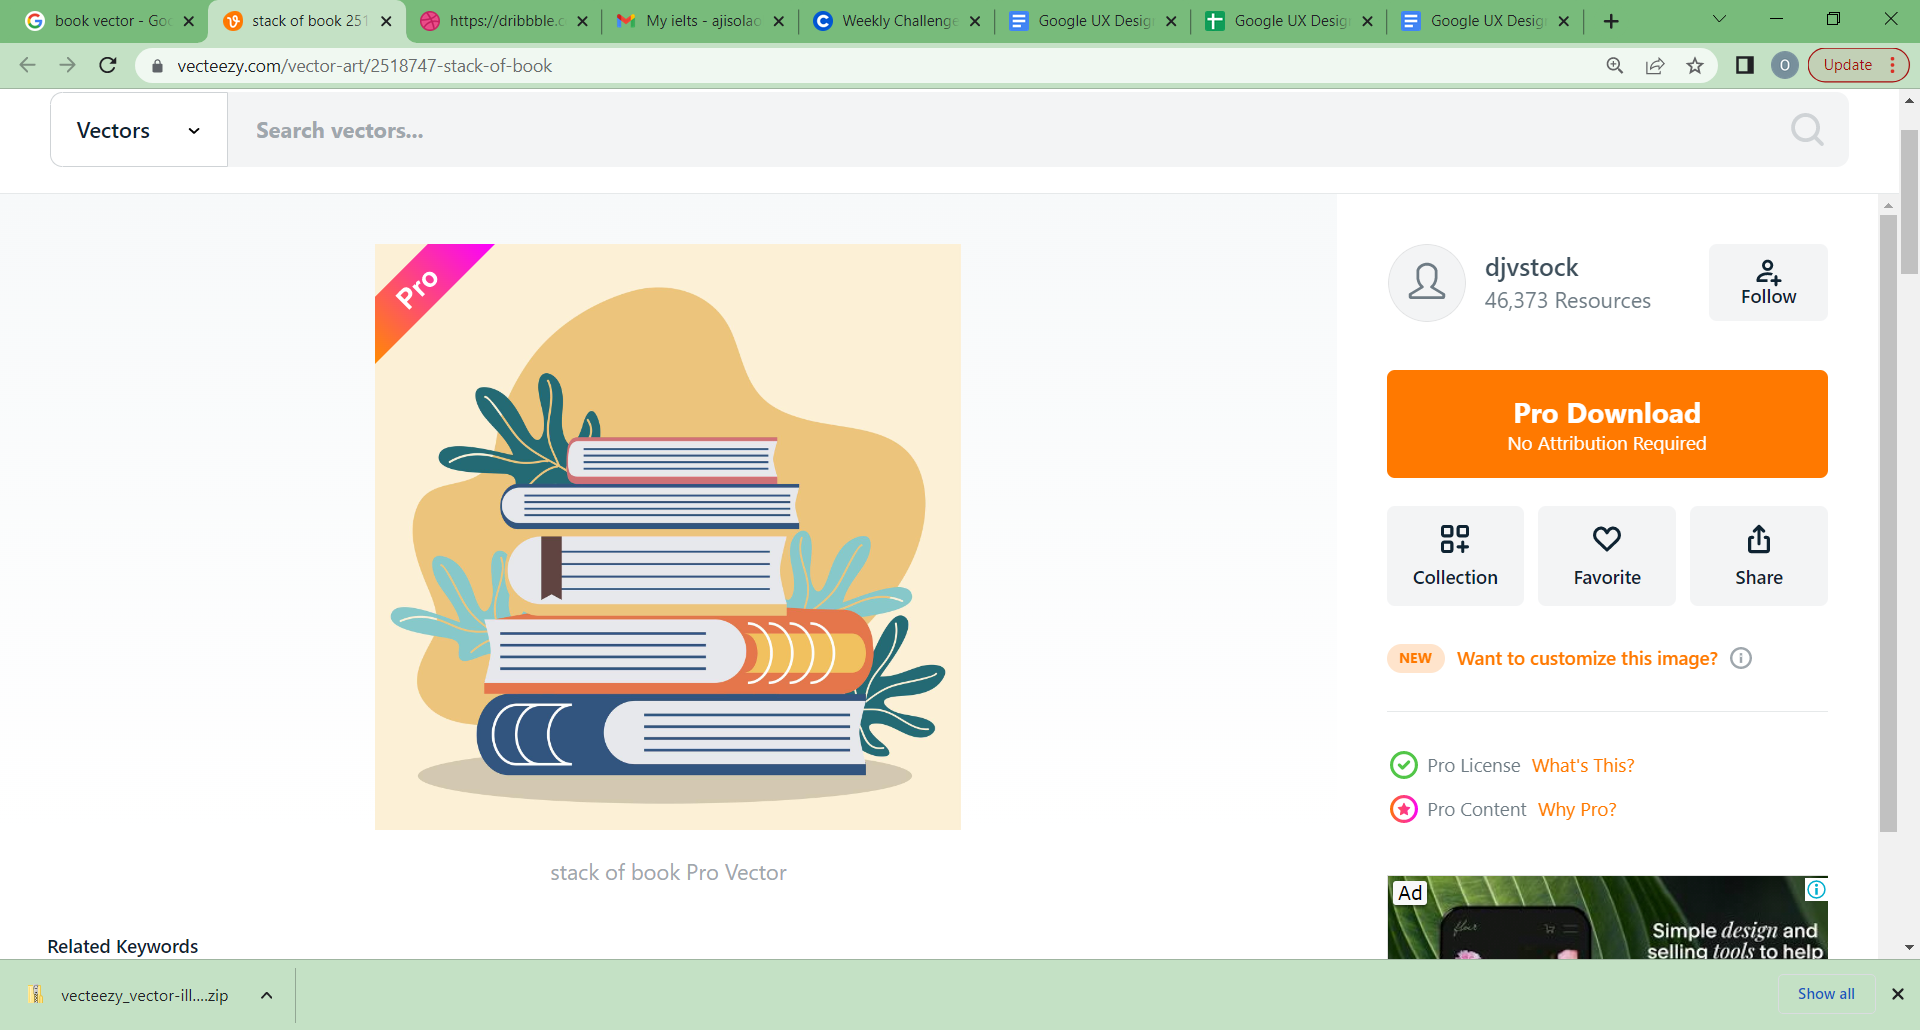 book vector - Goo
stack of book 251
https://dribbble.c
My ielts - ajisolao
Weekly Challenge
Google UX Desig
Google UX Desig
Google UX Desig
vecteezy.com/vector-art/2518747-stack-of-book
O
Update
Vectors
Search vectors...
Pro
djvstock
46,373 Resources
Follow
Pro Download
No Attribution Required
Collection
Favorite
Share
NEW Want to customize this image?
Pro License What's This?
Pro Content Why Pro?
stack of book Pro Vector
Ad
fleur
Simple design and
selling tools to help
Related Keywords
vecteezy_vector-ill....zip
Show all